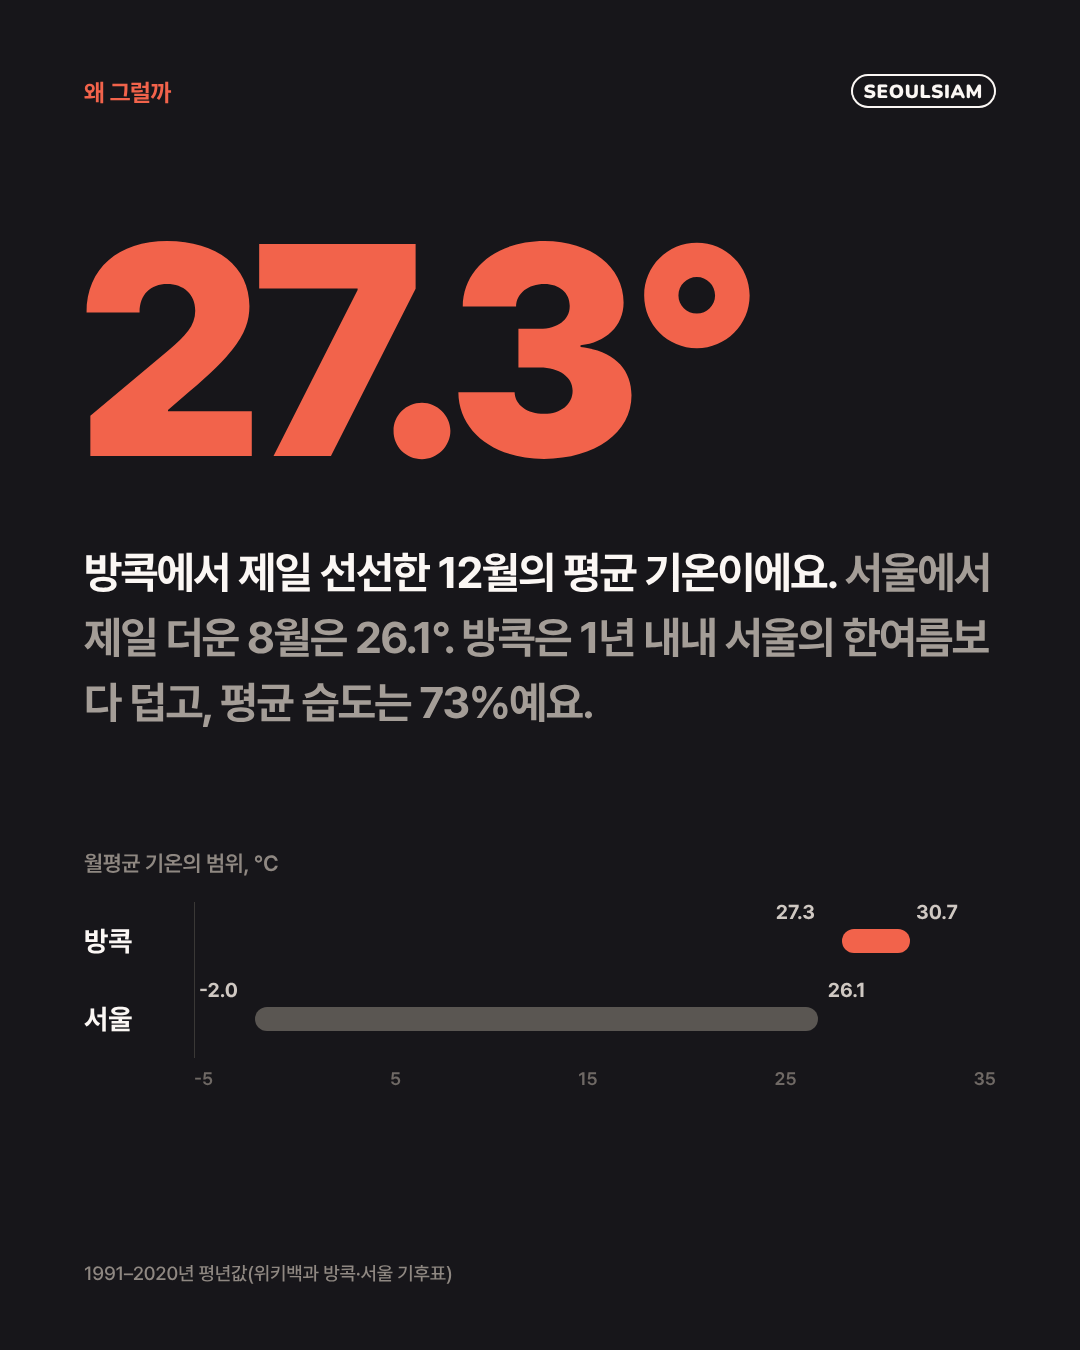 왜 그럴까
SEOULSIAM
27.3°
방콕에서 제일 선선한 12월의 평균 기온이에요. 서울에서
제일 더운 8월은 26.1°. 방콕은 1년 내내 서울의 한여름보
다 덥고, 평균 습도는 73%예요.
월평균 기온의 범위, °C
27.3 30.7
방콕
-2.0 26.1
서울
-5 5 15 25 35
1991–2020년 평년값(위키백과 방콕·서울 기후표)